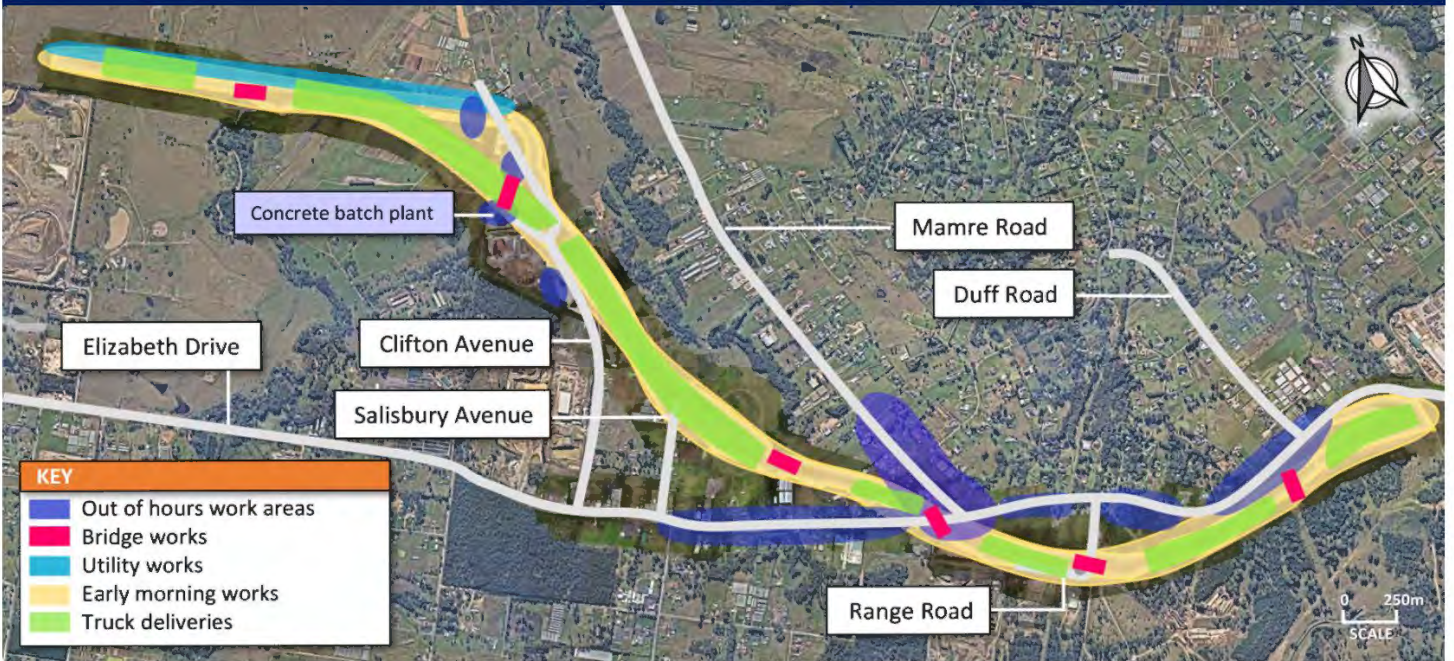 N
Concrete batch plant
Mamre Road
Duff Road
Elizabeth Drive
Clifton Avenue
Salisbury Avenue
Range Road
KEY
Out of hours work areas
Bridge works
Utility works
Early morning works
Truck deliveries
0 250m
SCALE